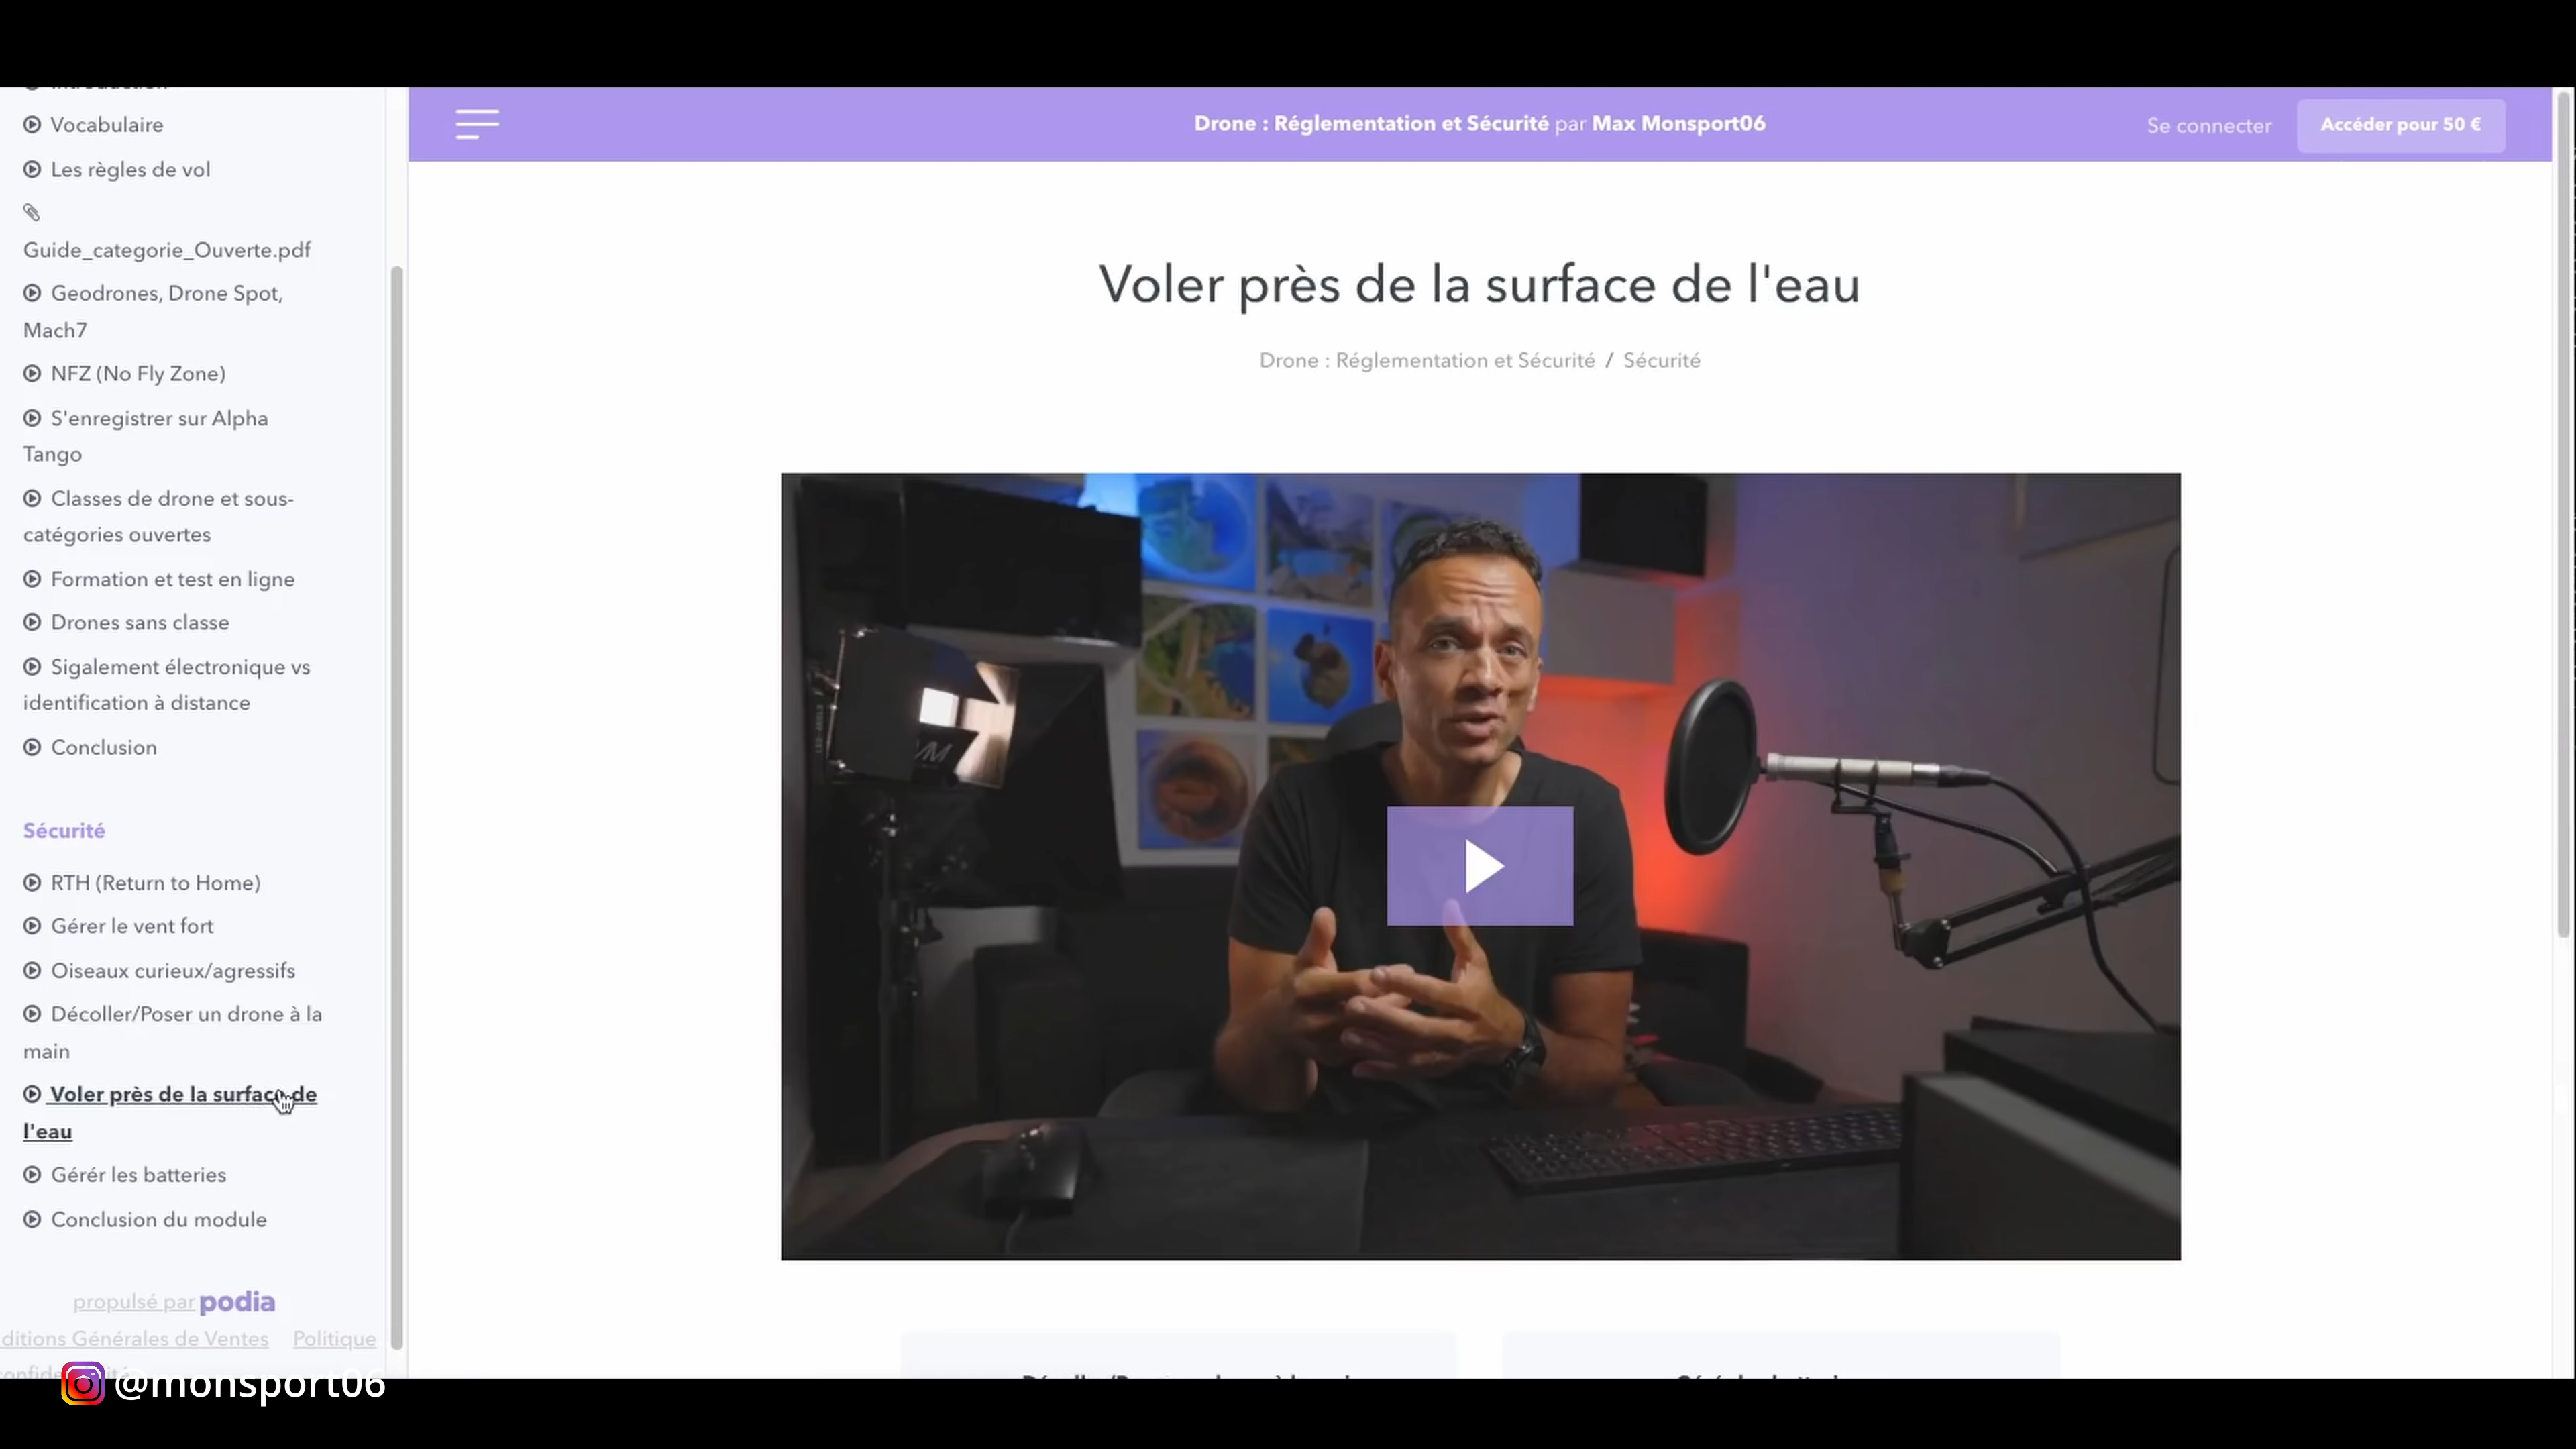 Introduction
Vocabulaire
Les règles de vol
Guide_categorie_Ouverte.pdf
Geodrones, Drone Spot,
Mach7
NFZ (No Fly Zone)
S'enregistrer sur Alpha
Tango
Classes de drone et sous-
catégories ouvertes
Formation et test en ligne
Drones sans classe
Sigalement électronique vs
identification à distance
Conclusion
Sécurité
RTH (Return to Home)
Gérer le vent fort
Oiseaux curieux/agressifs
Décoller/Poser un drone à la
main
Voler près de la surface de
l'eau
Gérér les batteries
Conclusion du module
propulsé par podia
ditions Générales de Ventes Politique
@monsport06
Drone : Réglementation et Sécurité par Max Monsport06
Se connecter
Accéder pour 50 €
Voler près de la surface de l'eau
Drone : Réglementation et Sécurité / Sécurité